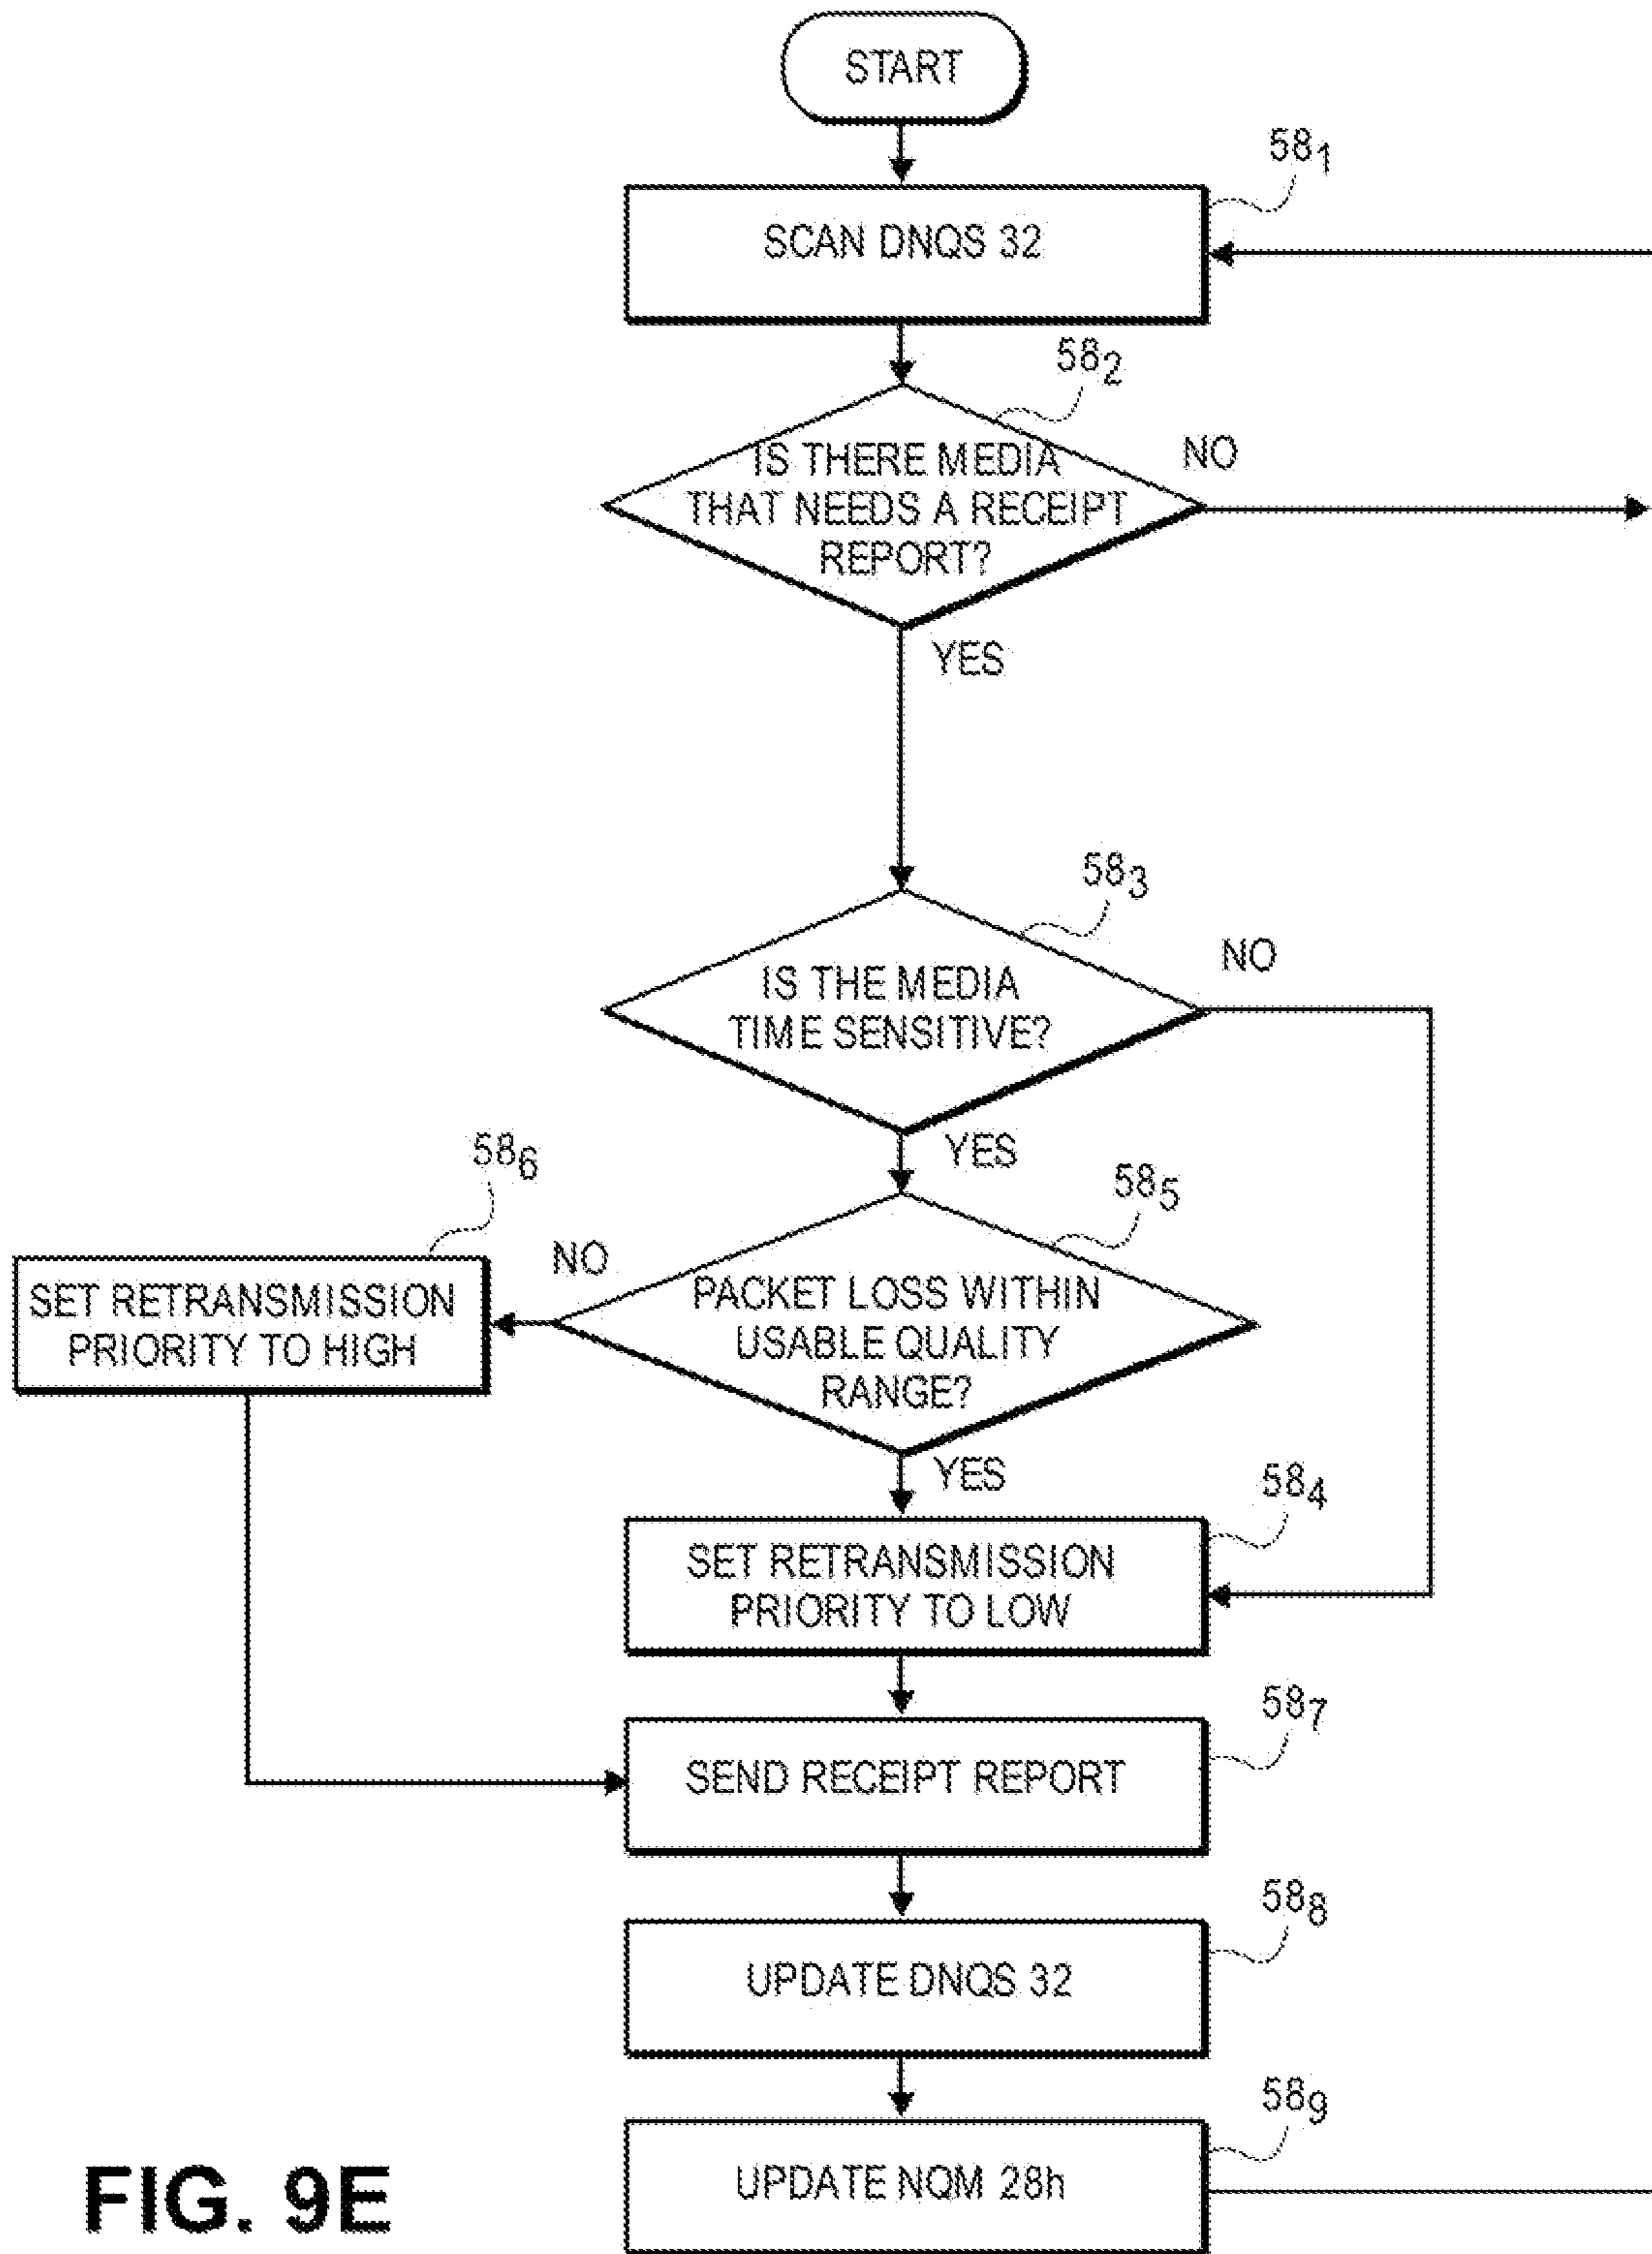 START
58₁
SCAN DNQS 32
58₂
IS THERE MEDIA
THAT NEEDS A RECEIPT
REPORT?
NO
YES
58₃
IS THE MEDIA
TIME SENSITIVE?
NO
YES
58₆
SET RETRANSMISSION
PRIORITY TO HIGH
NO
58₅
PACKET LOSS WITHIN
USABLE QUALITY
RANGE?
YES
58₄
SET RETRANSMISSION
PRIORITY TO LOW
58₇
SEND RECEIPT REPORT
58₈
UPDATE DNQS 32
58₉
UPDATE NQM 28h
FIG. 9E